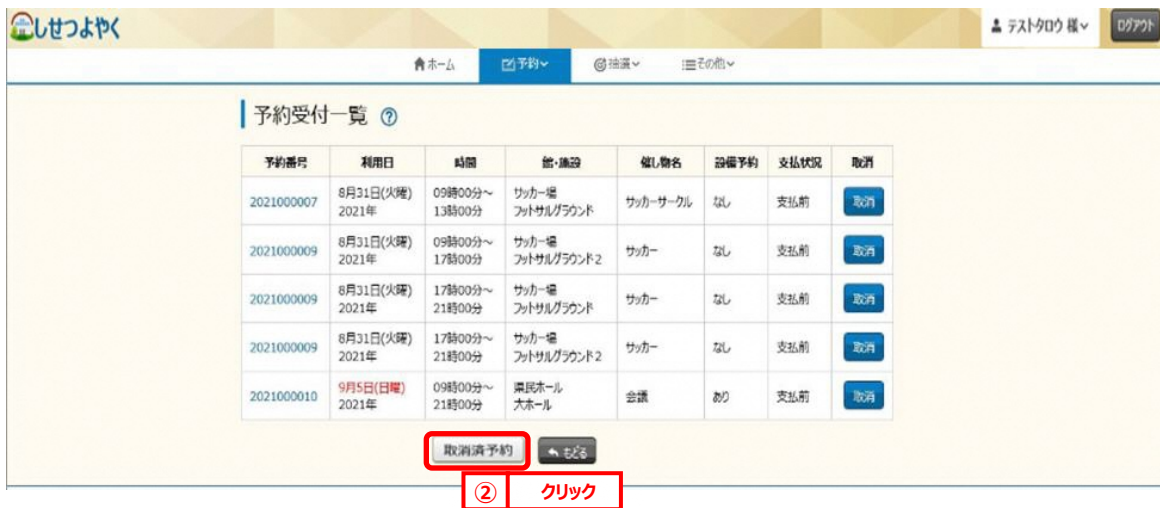 しせつよやく
テストタロウ 様
ログアウト
ホーム 予約 抽選 その他
予約受付一覧 ?
予約番号 利用日 時間 館・施設 催し物名 設備予約 支払状況 取消
2021000007 8月31日(火曜) 09時00分～ サッカー場 サッカーサークル なし 支払前 取消
2021年 13時00分 フットサルグラウンド
2021000009 8月31日(火曜) 09時00分～ サッカー場 サッカー なし 支払前 取消
2021年 17時00分 フットサルグラウンド2
2021000009 8月31日(火曜) 17時00分～ サッカー場 サッカー なし 支払前 取消
2021年 21時00分 フットサルグラウンド
2021000009 8月31日(火曜) 17時00分～ サッカー場 サッカー なし 支払前 取消
2021年 21時00分 フットサルグラウンド2
2021000010 9月5日(日曜) 09時00分～ 県民ホール 会議 あり 支払前 取消
2021年 21時00分 大ホール
取消済予約 もどる
② クリック